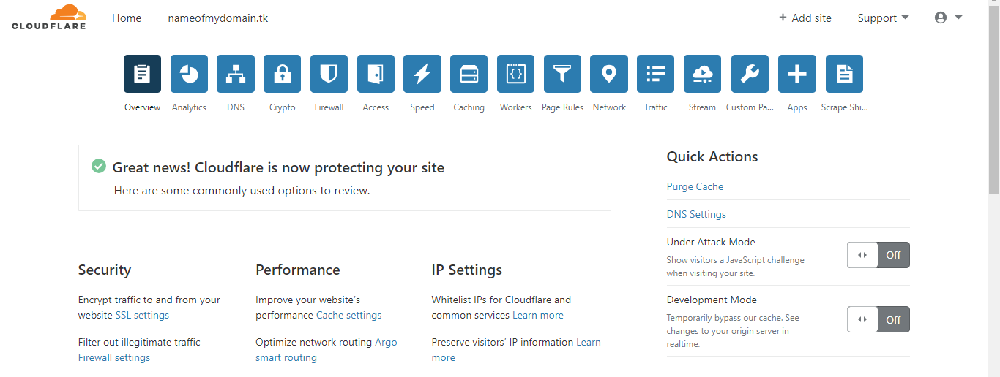 CLOUDFLARE
Home
nameofmydomain.tk
+ Add site
Support
Overview
Analytics
DNS
Crypto
Firewall
Access
Speed
Caching
Workers
Page Rules
Network
Traffic
Stream
Custom Pa...
Apps
Scrape Shi...
Great news! Cloudflare is now protecting your site
Here are some commonly used options to review.
Security
Encrypt traffic to and from your
website SSL settings
Filter out illegitimate traffic
Firewall settings
Performance
Improve your website's
performance Cache settings
Optimize network routing Argo
smart routing
IP Settings
Whitelist IPs for Cloudflare and
common services Learn more
Preserve visitors' IP information Learn
more
Quick Actions
Purge Cache
DNS Settings
Under Attack Mode
Show visitors a JavaScript challenge
when visiting your site.
Off
Development Mode
Temporarily bypass our cache. See
changes to your origin server in
realtime.
Off